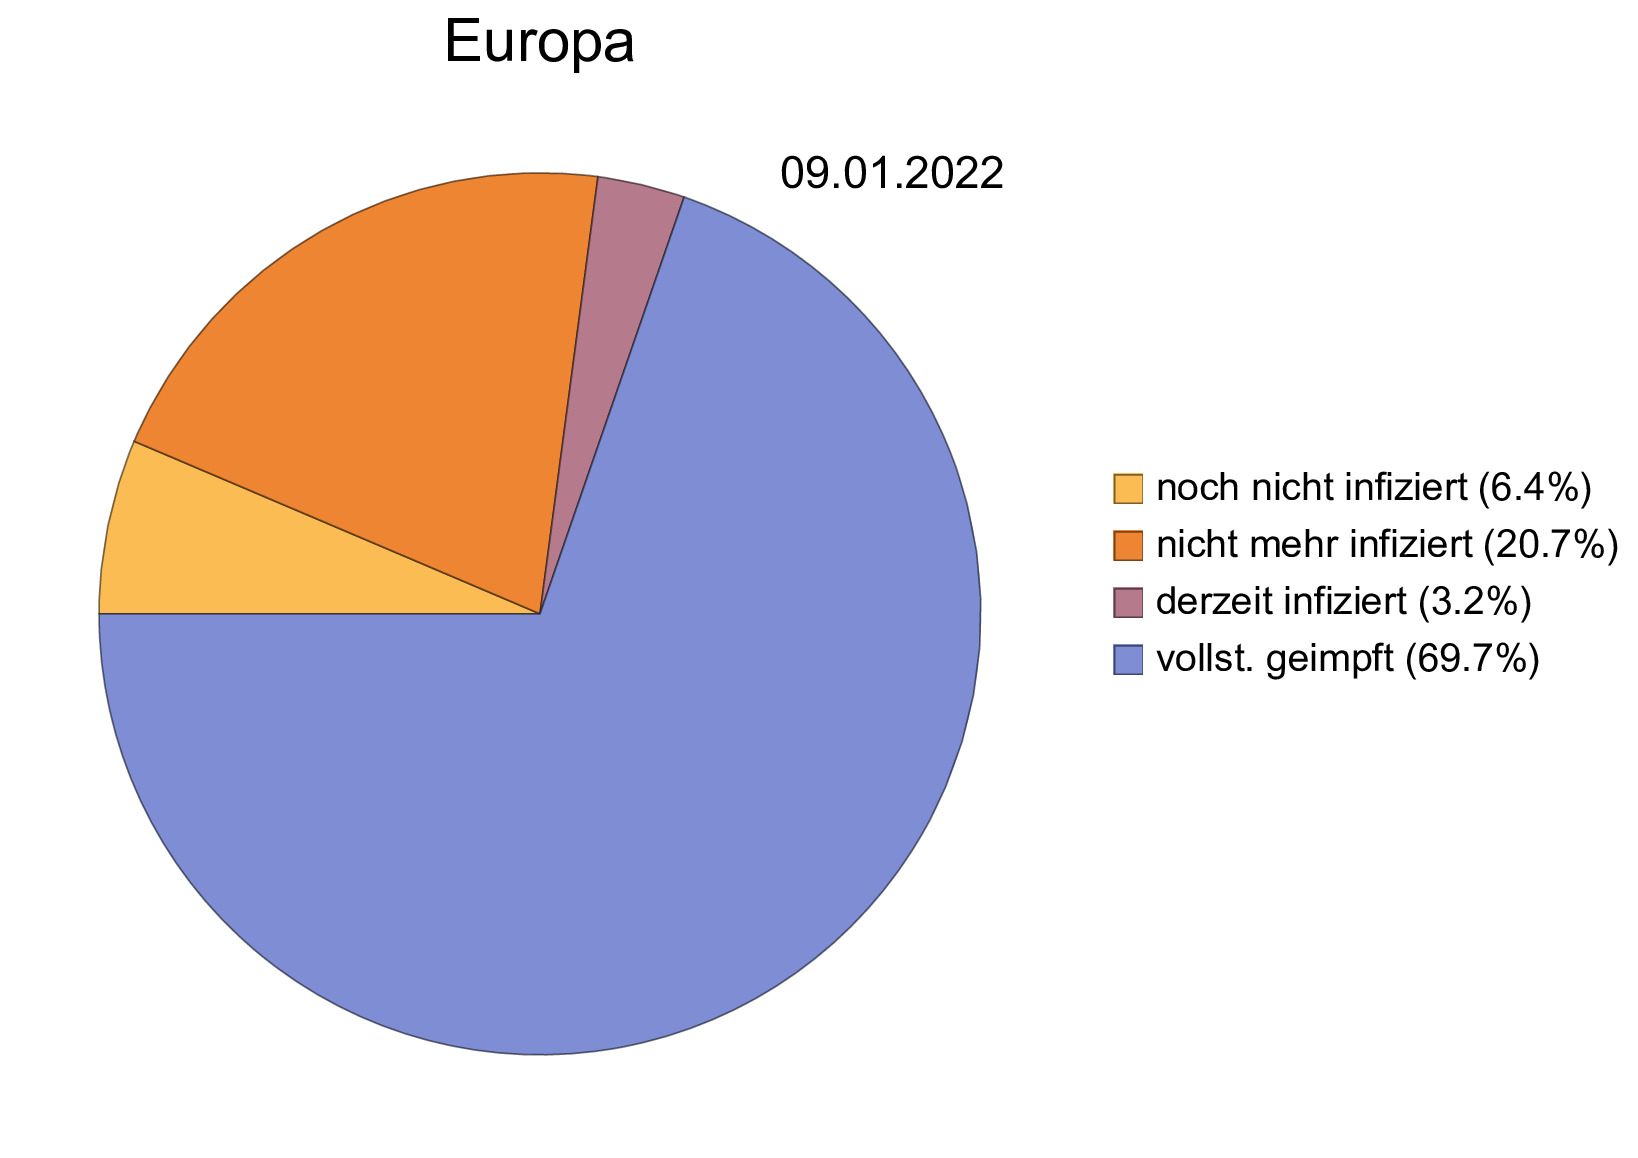 Europa
09.01.2022
noch nicht infiziert (6.4%)
nicht mehr infiziert (20.7%)
derzeit infiziert (3.2%)
vollst. geimpft (69.7%)